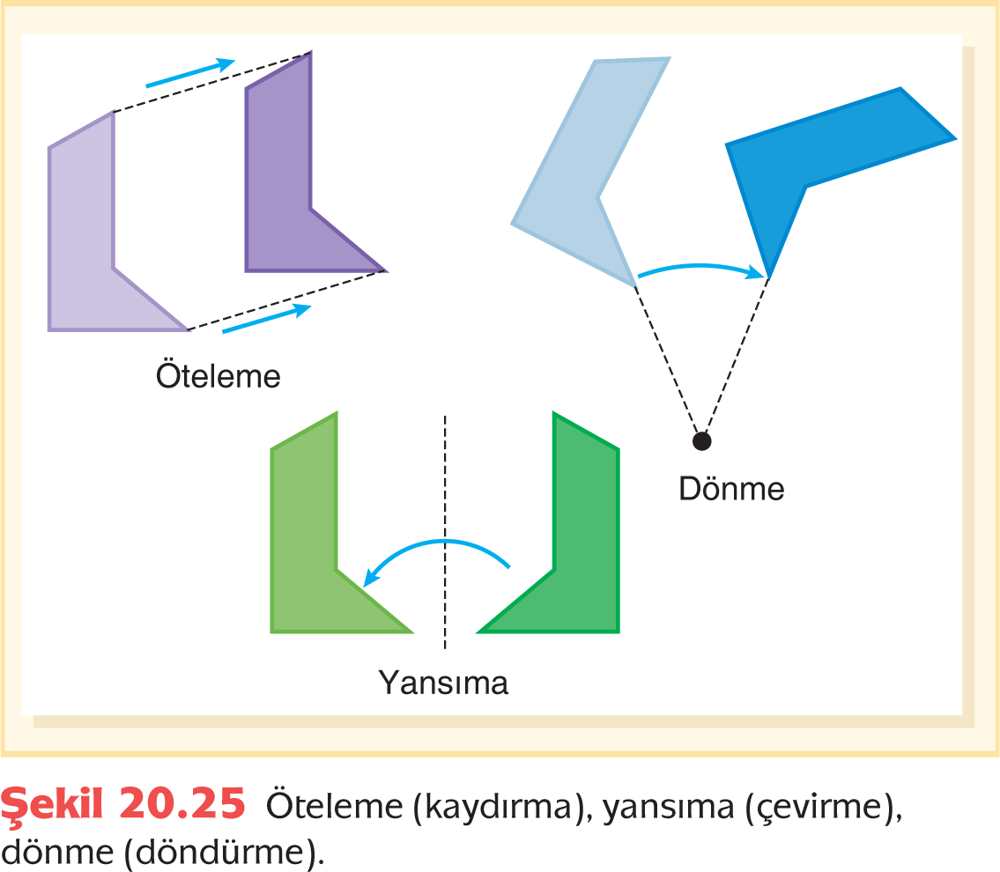 Öteleme
Dönme
Yansıma
Şekil 20.25 Öteleme (kaydırma), yansıma (çevirme),
dönme (döndürme).